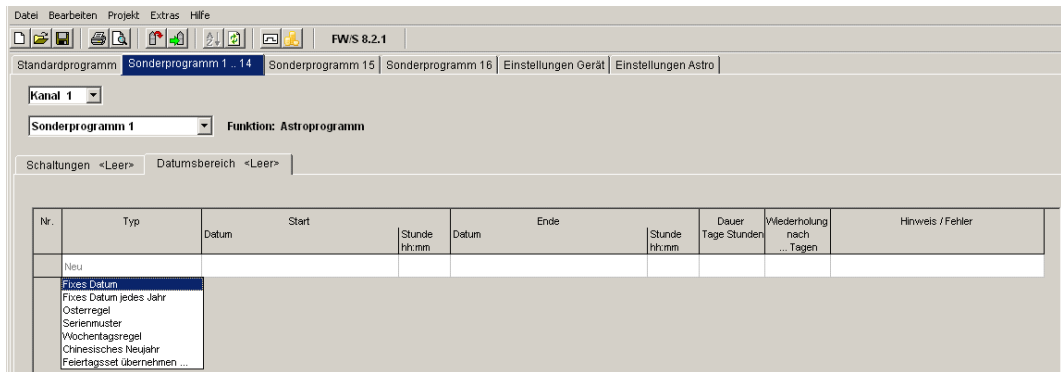 Datei Bearbeiten Projekt Extras Hilfe
FW/S 8.2.1
Standardprogramm Sonderprogramm 1 .. 14 Sonderprogramm 15 Sonderprogramm 16 Einstellungen Gerät Einstellungen Astro
Kanal 1
Sonderprogramm 1 Funktion: Astroprogramm
Schaltungen «Leer» Datumsbereich «Leer»
Nr. Typ Start Ende Dauer Wiederholung Hinweis / Fehler
Datum Stunde Datum Stunde Tage Stunden nach
hh:mm hh:mm ... Tagen
Neu
Fixes Datum
Fixes Datum jedes Jahr
Osterregel
Serienmuster
Wochentagsregel
Chinesisches Neujahr
Feiertagsset übernehmen ...